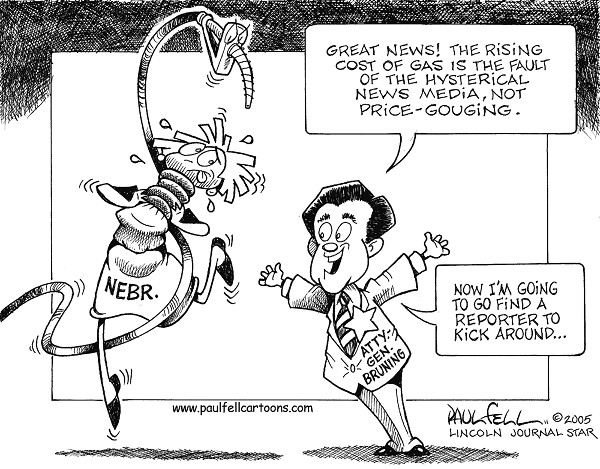 GREAT NEWS! THE RISING
COST OF GAS IS THE FAULT
OF THE HYSTERICAL
NEWS MEDIA, NOT
PRICE-GOUGING.
NEBR.
NOW I'M GOING
TO GO FIND A
REPORTER TO
KICK AROUND...
ATTY-
GEN-
BRUNING
www.paulfellcartoons.com
PAUL FELL ©2005
LINCOLN JOURNAL STAR